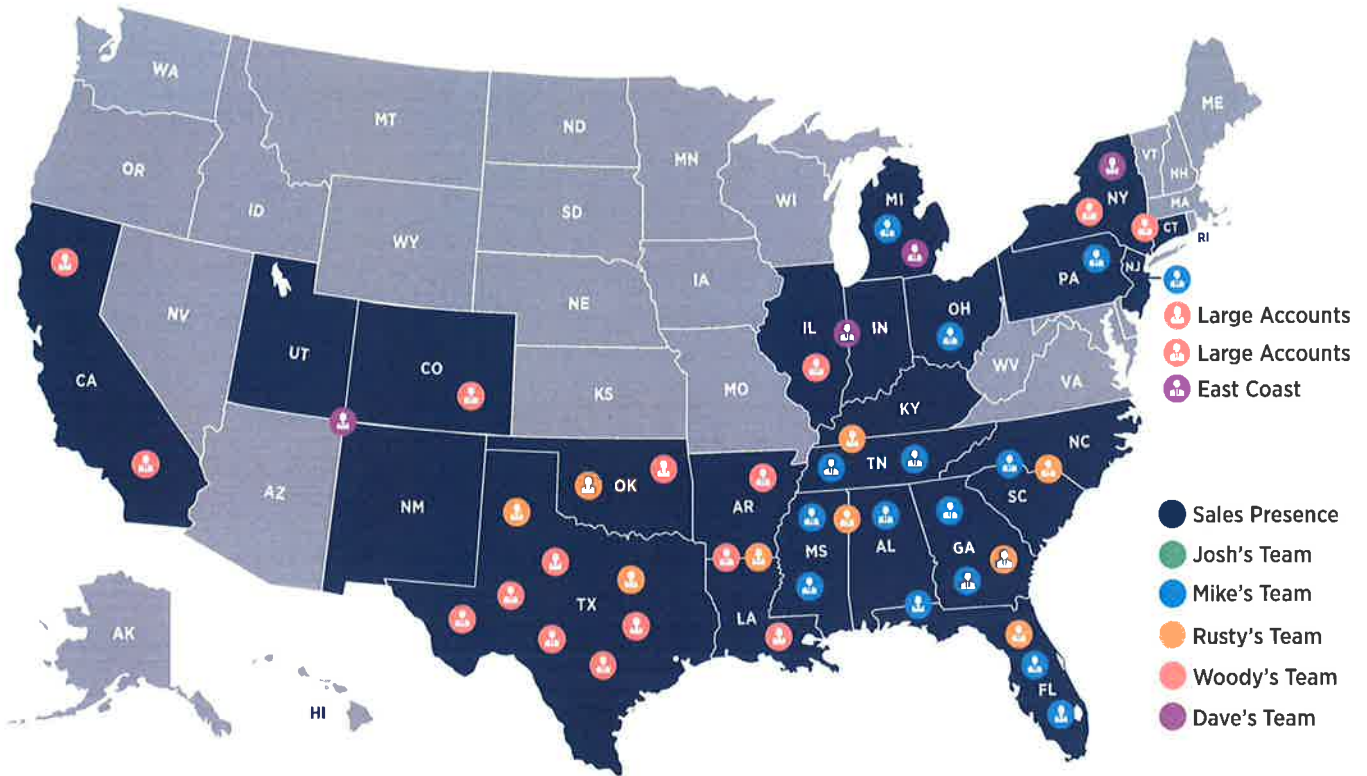 WA
MT
ND
MN
ME
OR
ID
SD
WI
MI
VT
NH
NY
MA
WY
CT
RI
IA
PA
NJ
NE
OH
NV
IL
IN
Large Accounts
UT
CO
Large Accounts
CA
KS
MO
WV
VA
East Coast
KY
NC
TN
AZ
OK
NM
AR
SC
Sales Presence
MS
AL
GA
Josh's Team
TX
Mike's Team
LA
AK
Rusty's Team
Woody's Team
FL
HI
Dave's Team